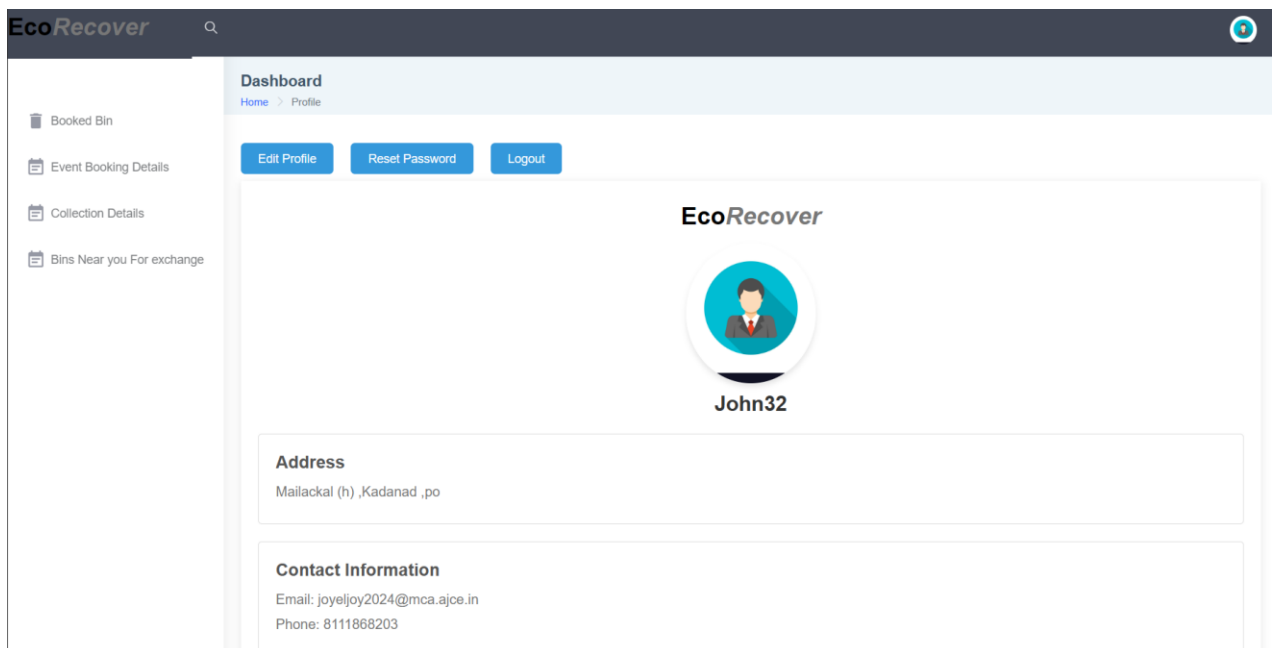 EcoRecover
Dashboard
Home > Profile
Booked Bin
Event Booking Details
Collection Details
Bins Near you For exchange
Edit Profile Reset Password Logout
EcoRecover
John32
Address
Mailackal (h) ,Kadanad ,po
Contact Information
Email: joyeljoy2024@mca.ajce.in
Phone: 8111868203